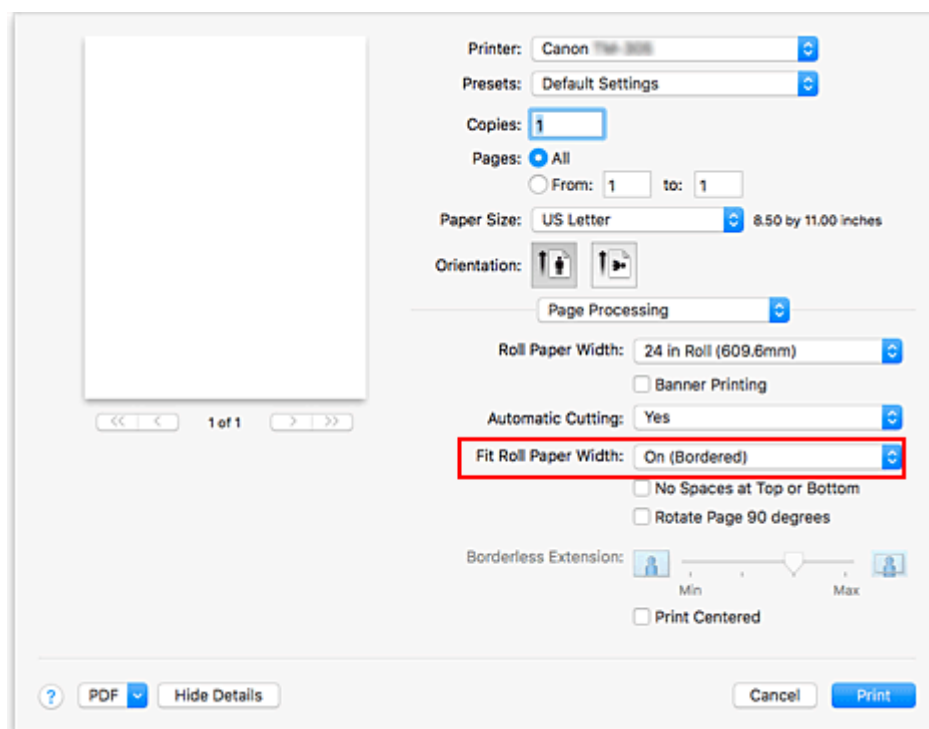 Printer: Canon
Presets: Default Settings
Copies: 1
Pages: All
From: 1 to: 1
Paper Size: US Letter 8.50 by 11.00 inches
Orientation:
Page Processing
Roll Paper Width: 24 in Roll (609.6mm)
Banner Printing
1 of 1
Automatic Cutting: Yes
Fit Roll Paper Width: On (Bordered)
No Spaces at Top or Bottom
Rotate Page 90 degrees
Borderless Extension:
Min Max
Print Centered
? PDF Hide Details Cancel Print